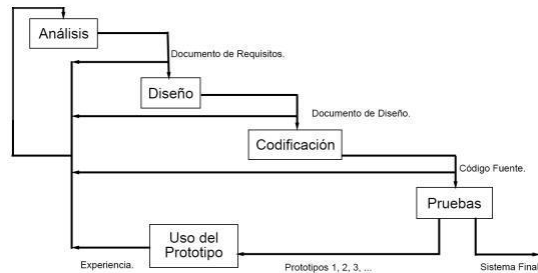 Análisis
Documento de Requisitos.
Diseño
Documento de Diseño.
Codificación
Código Fuente.
Pruebas
Uso del
Prototipo
Experiencia.
Prototipos 1, 2, 3, ...
Sistema Final